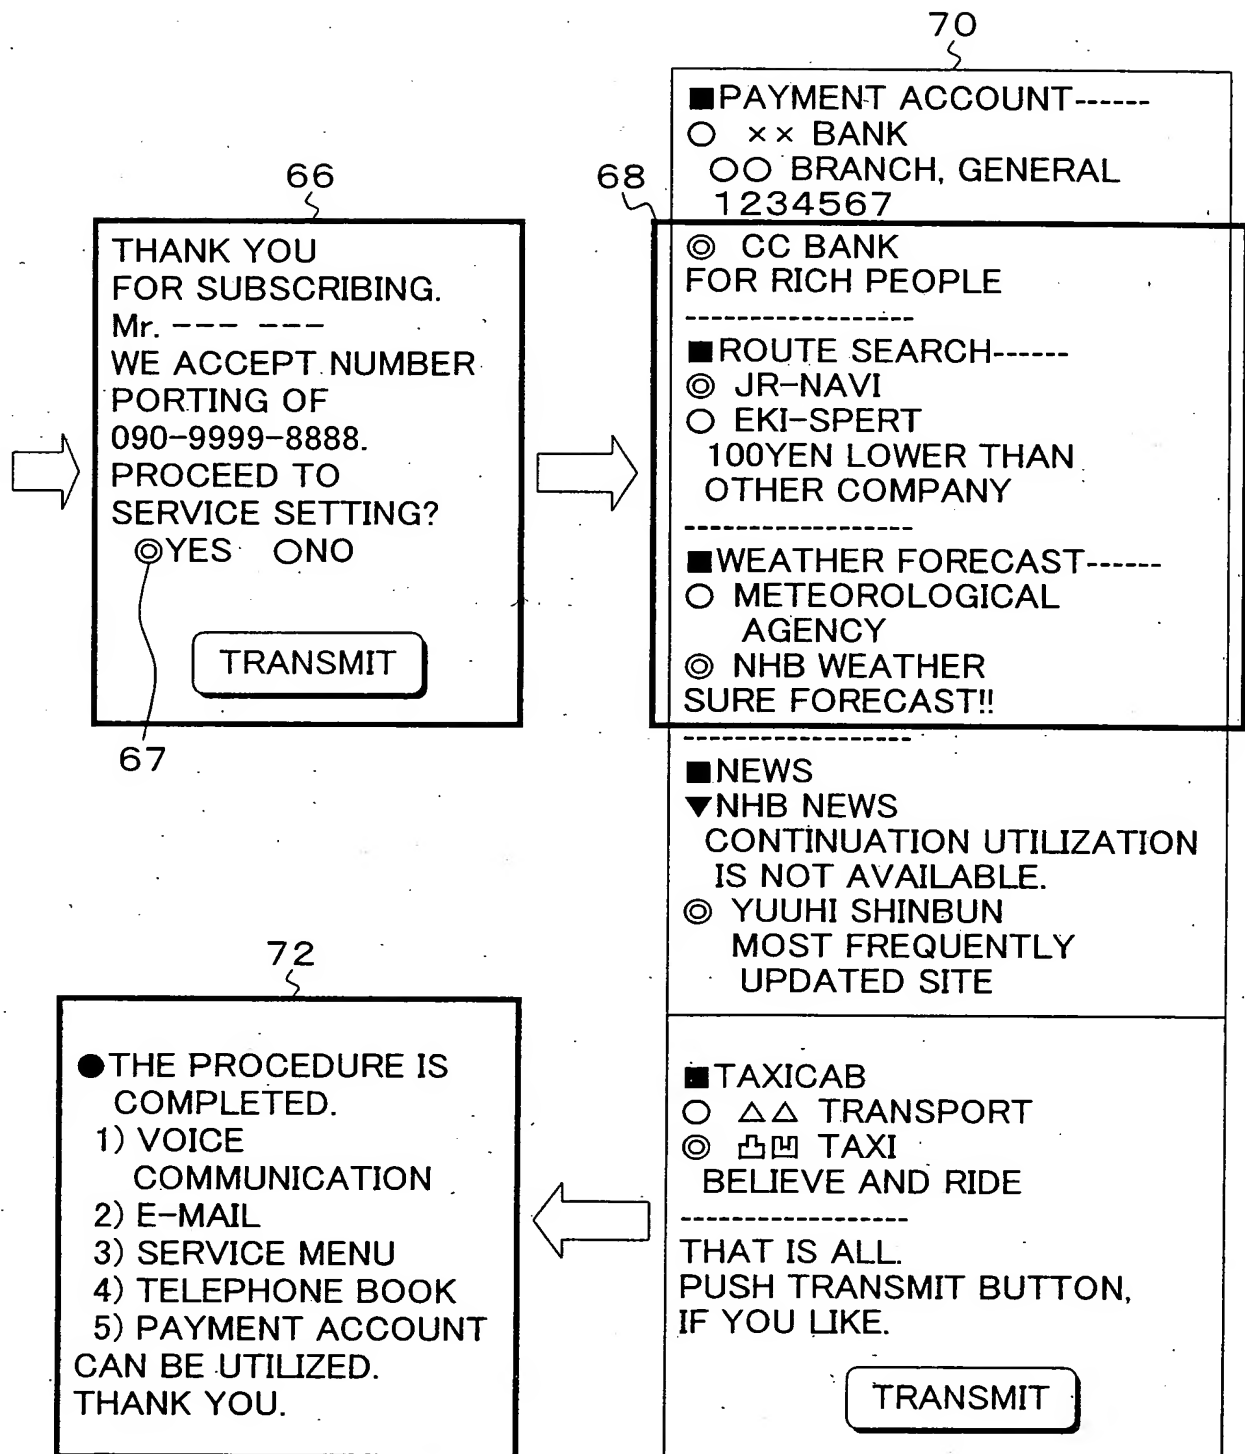 66
THANK YOU
FOR SUBSCRIBING.
Mr. --- ---
WE ACCEPT NUMBER
PORTING OF
090-9999-8888.
PROCEED TO
SERVICE SETTING?
◎YES ○NO
TRANSMIT
67
70
68
■PAYMENT ACCOUNT------
○ ×× BANK
○○ BRANCH, GENERAL
1234567
◎ CC BANK
FOR RICH PEOPLE
------------------
■ROUTE SEARCH------
◎ JR-NAVI
○ EKI-SPERT
100YEN LOWER THAN
OTHER COMPANY
------------------
■WEATHER FORECAST------
○ METEOROLOGICAL
AGENCY
◎ NHB WEATHER
SURE FORECAST!!
------------------
■NEWS
▼NHB NEWS
CONTINUATION UTILIZATION
IS NOT AVAILABLE.
◎ YUUHI SHINBUN
MOST FREQUENTLY
UPDATED SITE
■TAXICAB
○ △△ TRANSPORT
◎ 凸凹 TAXI
BELIEVE AND RIDE
------------------
THAT IS ALL.
PUSH TRANSMIT BUTTON,
IF YOU LIKE.
TRANSMIT
72
●THE PROCEDURE IS
COMPLETED.
1) VOICE
COMMUNICATION
2) E-MAIL
3) SERVICE MENU
4) TELEPHONE BOOK
5) PAYMENT ACCOUNT
CAN BE UTILIZED.
THANK YOU.